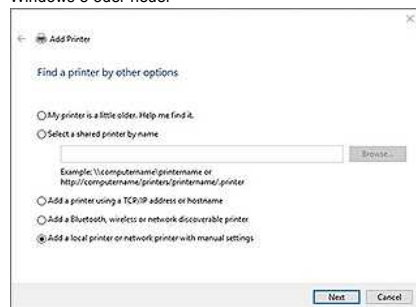 Windows 8 oder neuer
Add Printer
Find a printer by other options
My printer is a little older. Help me find it.
Select a shared printer by name
Browse...
Example: \\computername\printername or
http://computername/printers/printername/.printer
Add a printer using a TCP/IP address or hostname
Add a Bluetooth, wireless or network discoverable printer
Add a local printer or network printer with manual settings
Next Cancel